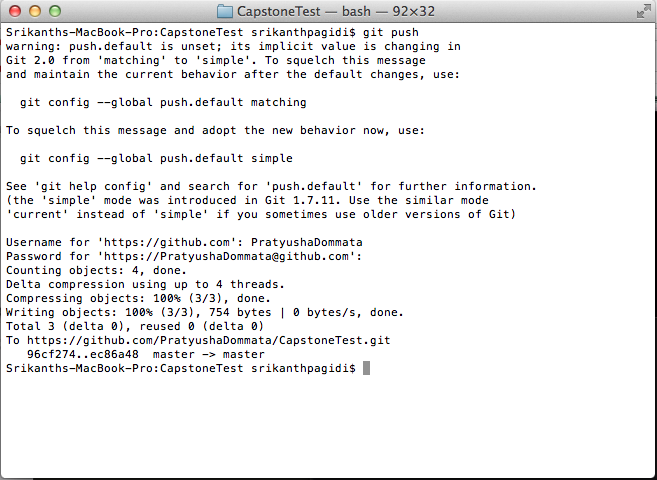 CapstoneTest — bash — 92×32
Srikanths-MacBook-Pro:CapstoneTest srikanthpagidi$ git push
warning: push.default is unset; its implicit value is changing in
Git 2.0 from 'matching' to 'simple'. To squelch this message
and maintain the current behavior after the default changes, use:
git config --global push.default matching
To squelch this message and adopt the new behavior now, use:
git config --global push.default simple
See 'git help config' and search for 'push.default' for further information.
(the 'simple' mode was introduced in Git 1.7.11. Use the similar mode
'current' instead of 'simple' if you sometimes use older versions of Git)
Username for 'https://github.com': PratyushaDommata
Password for 'https://PratyushaDommata@github.com':
Counting objects: 4, done.
Delta compression using up to 4 threads.
Compressing objects: 100% (3/3), done.
Writing objects: 100% (3/3), 754 bytes | 0 bytes/s, done.
Total 3 (delta 0), reused 0 (delta 0)
To https://github.com/PratyushaDommata/CapstoneTest.git
96cf274..ec86a48  master -> master
Srikanths-MacBook-Pro:CapstoneTest srikanthpagidi$